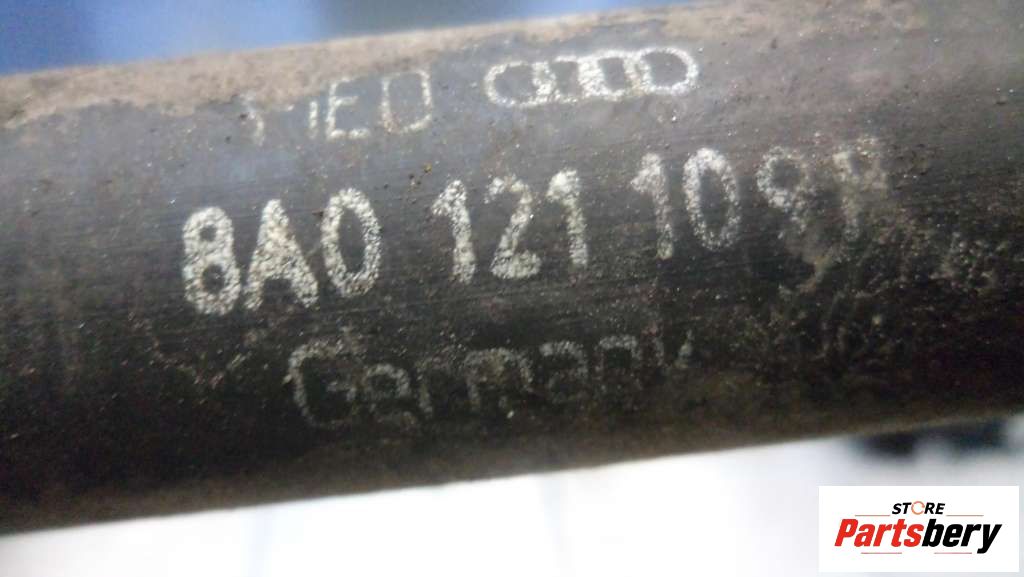 8A0 121 109
Germany
STORE
Partsbery